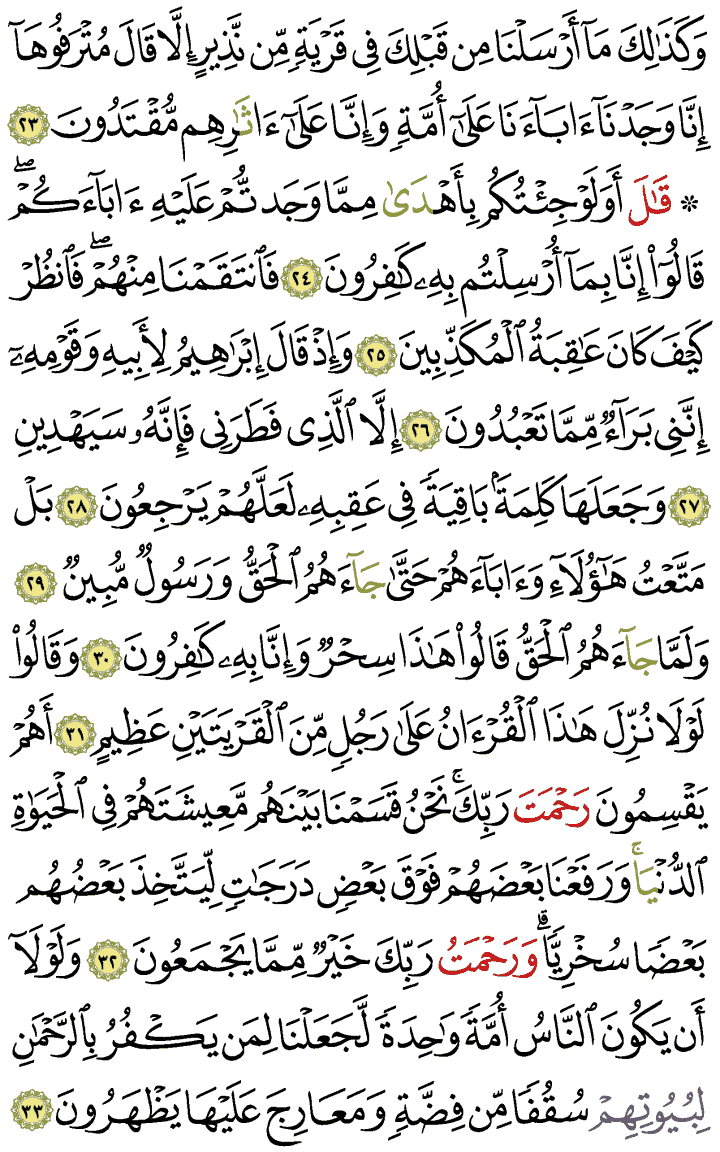 وَكَذَٰلِكَ مَآ أَرۡسَلۡنَا مِن قَبۡلِكَ فِي قَرۡيَةٖ مِّن نَّذِيرٍ إِلَّا قَالَ مُتۡرَفُوهَآ
إِنَّا وَجَدۡنَآ ءَابَآءَنَا عَلَىٰٓ أُمَّةٖ وَإِنَّا عَلَىٰٓ ءَاثَٰرِهِم مُّقۡتَدُونَ ٢٣
* قَٰلَ أَوَلَوۡ جِئۡتُكُم بِأَهۡدَىٰ مِمَّا وَجَدتُّمۡ عَلَيۡهِ ءَابَآءَكُمۡۖ
قَالُوٓاْ إِنَّا بِمَآ أُرۡسِلۡتُم بِهِۦ كَٰفِرُونَ ٢٤ فَٱنتَقَمۡنَا مِنۡهُمۡۖ فَٱنظُرۡ
كَيۡفَ كَانَ عَٰقِبَةُ ٱلۡمُكَذِّبِينَ ٢٥ وَإِذۡ قَالَ إِبۡرَٰهِيمُ لِأَبِيهِ وَقَوۡمِهِۦٓ
إِنَّنِي بَرَآءٞ مِّمَّا تَعۡبُدُونَ ٢٦ إِلَّا ٱلَّذِي فَطَرَنِي فَإِنَّهُۥ سَيَهۡدِينِ
٢٧ وَجَعَلَهَا كَلِمَةَۢ بَاقِيَةٗ فِي عَقِبِهِۦ لَعَلَّهُمۡ يَرۡجِعُونَ ٢٨ بَلۡ
مَتَّعۡتُ هَٰٓؤُلَآءِ وَءَابَآءَهُمۡ حَتَّىٰ جَآءَهُمُ ٱلۡحَقُّ وَرَسُولٞ مُّبِينٞ ٢٩
وَلَمَّا جَآءَهُمُ ٱلۡحَقُّ قَالُواْ هَٰذَا سِحۡرٞ وَإِنَّا بِهِۦ كَٰفِرُونَ ٣٠ وَقَالُواْ
لَوۡلَا نُزِّلَ هَٰذَا ٱلۡقُرۡءَانُ عَلَىٰ رَجُلٖ مِّنَ ٱلۡقَرۡيَتَيۡنِ عَظِيمٍ ٣١ أَهُمۡ
يَقۡسِمُونَ رَحۡمَتَ رَبِّكَۚ نَحۡنُ قَسَمۡنَا بَيۡنَهُم مَّعِيشَتَهُمۡ فِي ٱلۡحَيَوٰةِ
ٱلدُّنۡيَاۚ وَرَفَعۡنَا بَعۡضَهُمۡ فَوۡقَ بَعۡضٖ دَرَجَٰتٖ لِّيَتَّخِذَ بَعۡضُهُم
بَعۡضٗا سُخۡرِيّٗاۗ وَرَحۡمَتُ رَبِّكَ خَيۡرٞ مِّمَّا يَجۡمَعُونَ ٣٢ وَلَوۡلَآ
أَن يَكُونَ ٱلنَّاسُ أُمَّةٗ وَٰحِدَةٗ لَّجَعَلۡنَا لِمَن يَكۡفُرُ بِٱلرَّحۡمَٰنِ
لِبُيُوتِهِمۡ سُقُفٗا مِّن فِضَّةٖ وَمَعَارِجَ عَلَيۡهَا يَظۡهَرُونَ ٣٣